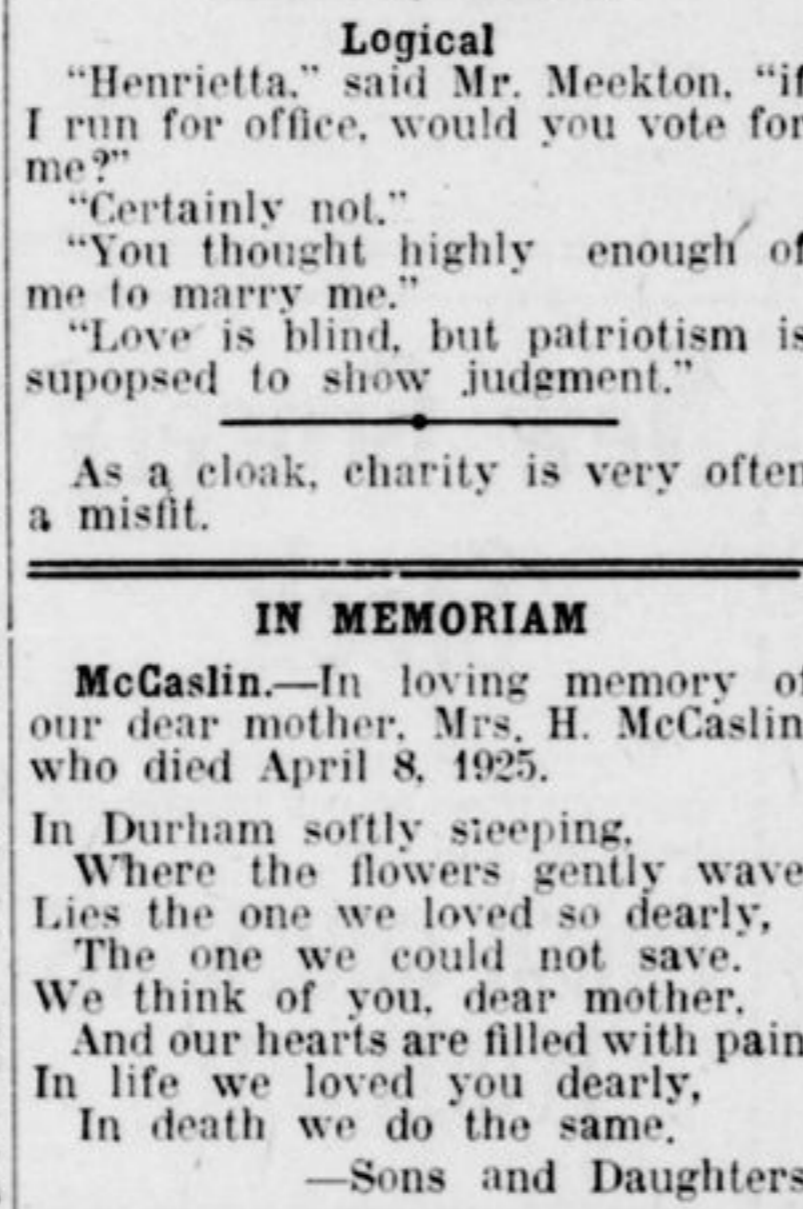 Logical
"Henrietta," said Mr. Meekton, "if
I run for office, would you vote for
me?"
"Certainly not."
"You thought highly enough of
me to marry me."
"Love is blind, but patriotism is
supopsed to show judgment."
As a cloak, charity is very often
a misfit.
IN MEMORIAM
McCaslin.—In loving memory of
our dear mother, Mrs. H. McCaslin
who died April 8, 1925.
In Durham softly sleeping,
Where the flowers gently wave
Lies the one we loved so dearly,
The one we could not save.
We think of you, dear mother,
And our hearts are filled with pain
In life we loved you dearly,
In death we do the same.
—Sons and Daughters